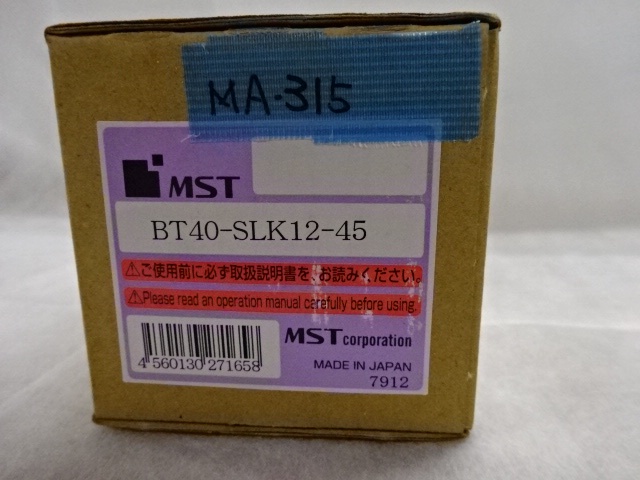 MA-315
MST
BT40-SLK12-45
⚠ご使用前に必ず取扱説明書を、お読みください。
⚠Please read an operation manual carefully before using.
4 560130 271658
MST corporation
MADE IN JAPAN
7912